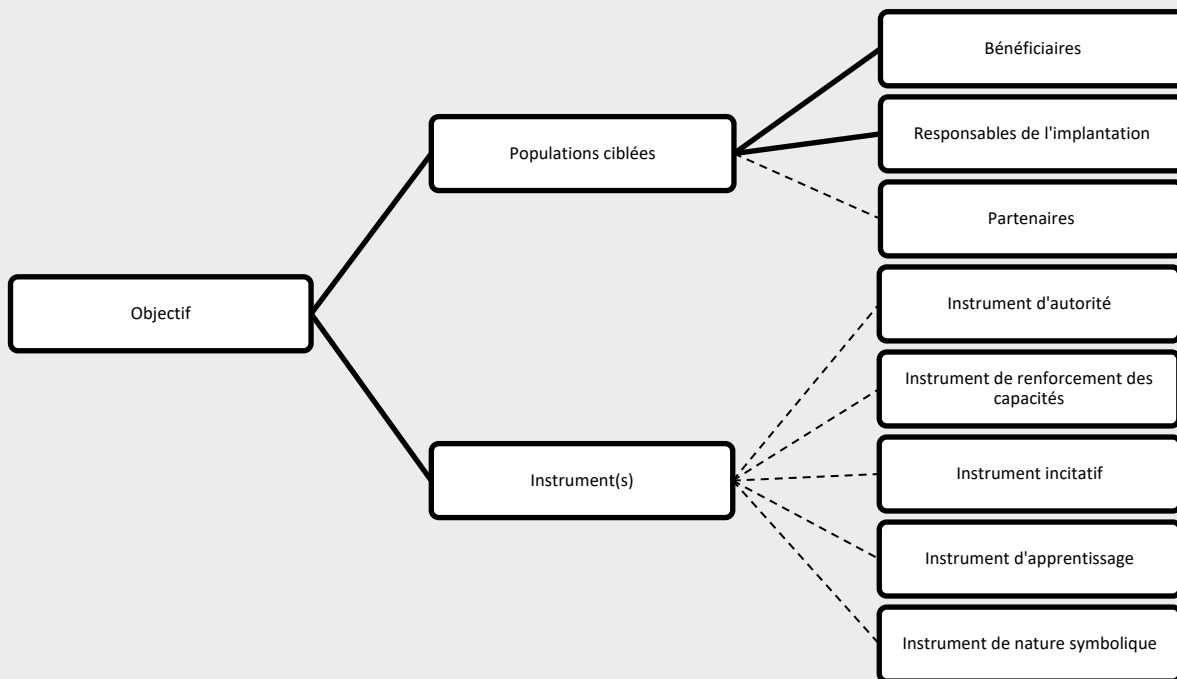 Objectif
Populations ciblées
Instrument(s)
Bénéficiaires
Responsables de l'implantation
Partenaires
Instrument d'autorité
Instrument de renforcement des
capacités
Instrument incitatif
Instrument d'apprentissage
Instrument de nature symbolique